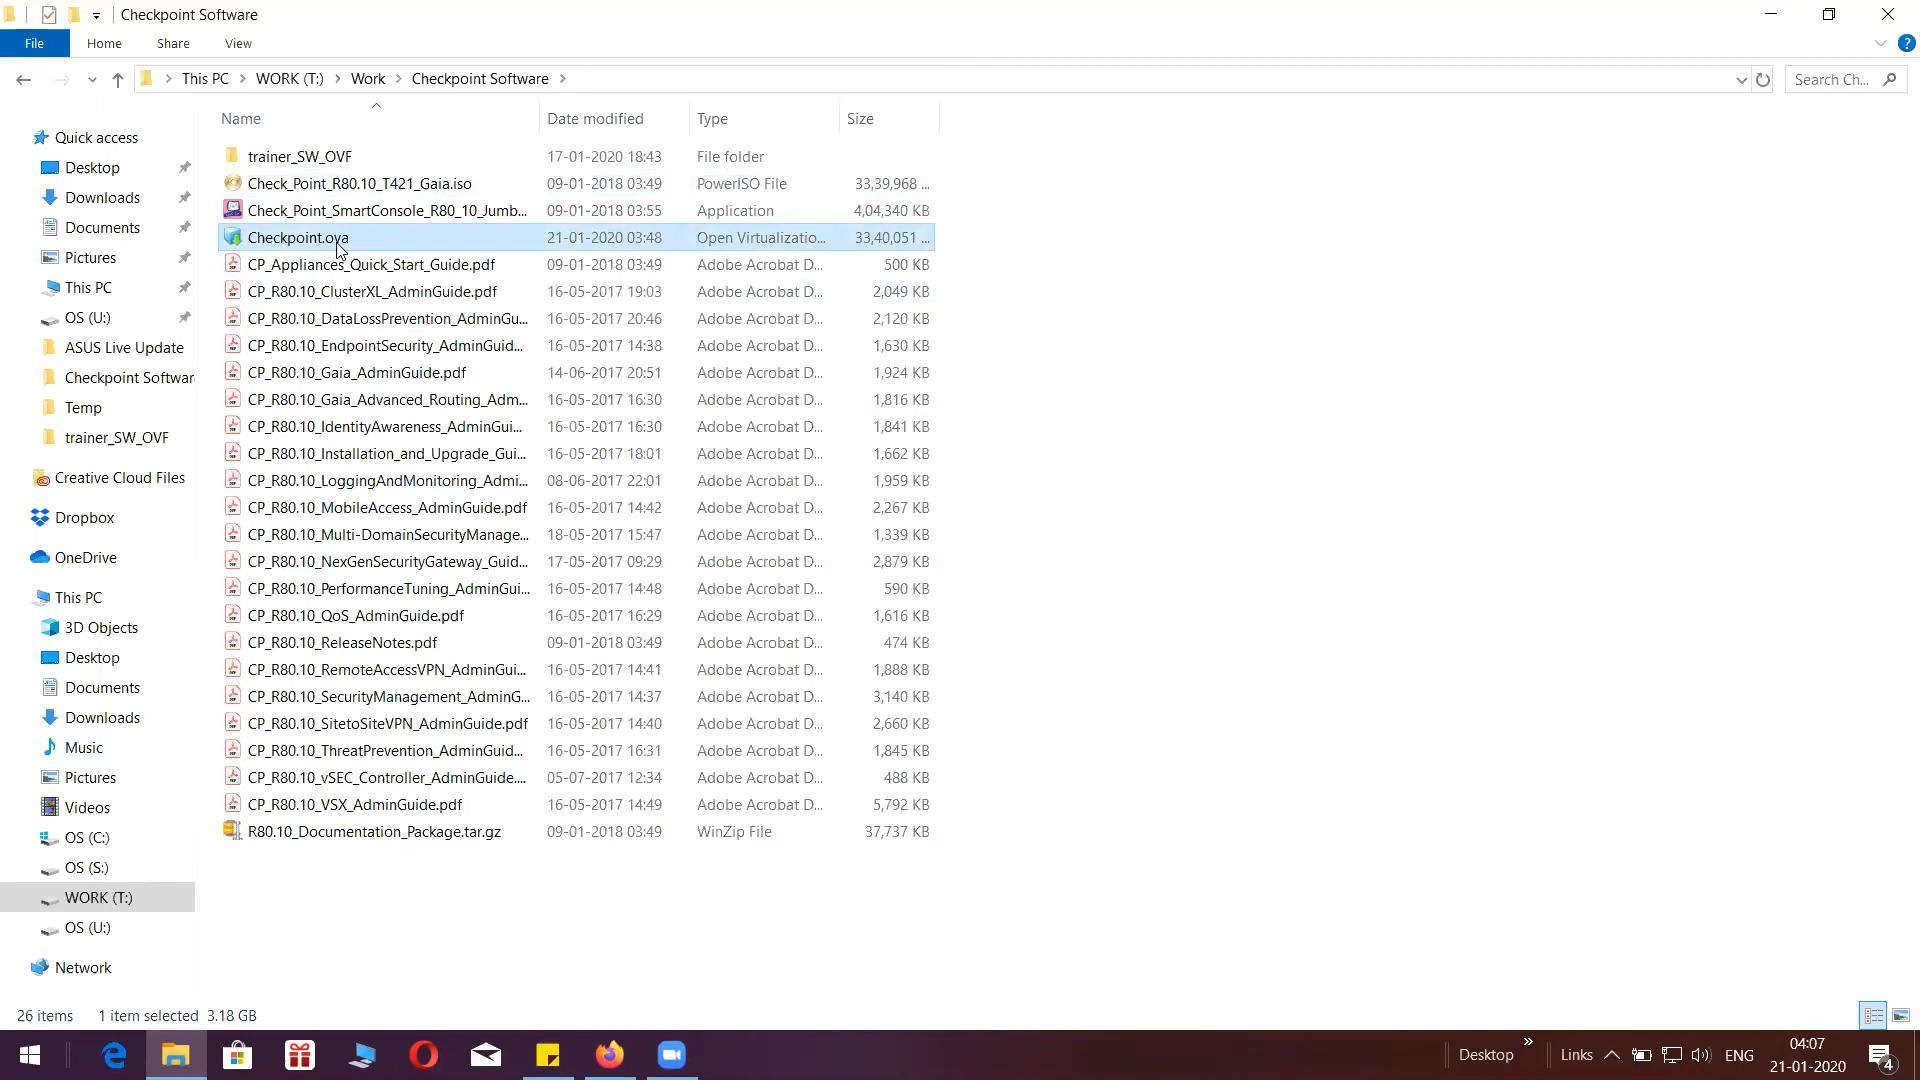 Checkpoint Software
File Home Share View
This PC WORK (T:) Work Checkpoint Software Search Ch...
Name Date modified Type Size
Quick access
Desktop
Downloads
Documents
Pictures
This PC
OS (U:)
ASUS Live Update
Checkpoint Softwar
Temp
trainer_SW_OVF
Creative Cloud Files
Dropbox
OneDrive
This PC
3D Objects
Desktop
Documents
Downloads
Music
Pictures
Videos
OS (C:)
OS (S:)
WORK (T:)
OS (U:)
Network
trainer_SW_OVF 17-01-2020 18:43 File folder
Check_Point_R80.10_T421_Gaia.iso 09-01-2018 03:49 PowerISO File 33,39,968 ...
Check_Point_SmartConsole_R80_10_Jumb... 09-01-2018 03:55 Application 4,04,340 KB
Checkpoint.ova 21-01-2020 03:48 Open Virtualizatio... 33,40,051 ...
CP_Appliances_Quick_Start_Guide.pdf 09-01-2018 03:49 Adobe Acrobat D... 500 KB
CP_R80.10_ClusterXL_AdminGuide.pdf 16-05-2017 19:03 Adobe Acrobat D... 2,049 KB
CP_R80.10_DataLossPrevention_AdminGu... 16-05-2017 20:46 Adobe Acrobat D... 2,120 KB
CP_R80.10_EndpointSecurity_AdminGuid... 16-05-2017 14:38 Adobe Acrobat D... 1,630 KB
CP_R80.10_Gaia_AdminGuide.pdf 14-06-2017 20:51 Adobe Acrobat D... 1,924 KB
CP_R80.10_Gaia_Advanced_Routing_Adm... 16-05-2017 16:30 Adobe Acrobat D... 1,816 KB
CP_R80.10_IdentityAwareness_AdminGui... 16-05-2017 16:30 Adobe Acrobat D... 1,841 KB
CP_R80.10_Installation_and_Upgrade_Gui... 16-05-2017 18:01 Adobe Acrobat D... 1,662 KB
CP_R80.10_LoggingAndMonitoring_Admi... 08-06-2017 22:01 Adobe Acrobat D... 1,959 KB
CP_R80.10_MobileAccess_AdminGuide.pdf 16-05-2017 14:42 Adobe Acrobat D... 2,267 KB
CP_R80.10_Multi-DomainSecurityManage... 18-05-2017 15:47 Adobe Acrobat D... 1,339 KB
CP_R80.10_NexGenSecurityGateway_Guid... 17-05-2017 09:29 Adobe Acrobat D... 2,879 KB
CP_R80.10_PerformanceTuning_AdminGui... 16-05-2017 14:48 Adobe Acrobat D... 590 KB
CP_R80.10_QoS_AdminGuide.pdf 16-05-2017 16:29 Adobe Acrobat D... 1,616 KB
CP_R80.10_ReleaseNotes.pdf 09-01-2018 03:49 Adobe Acrobat D... 474 KB
CP_R80.10_RemoteAccessVPN_AdminGui... 16-05-2017 14:41 Adobe Acrobat D... 1,888 KB
CP_R80.10_SecurityManagement_AdminG... 16-05-2017 14:37 Adobe Acrobat D... 3,140 KB
CP_R80.10_SitetoSiteVPN_AdminGuide.pdf 16-05-2017 14:40 Adobe Acrobat D... 2,660 KB
CP_R80.10_ThreatPrevention_AdminGuid... 16-05-2017 16:31 Adobe Acrobat D... 1,845 KB
CP_R80.10_vSEC_Controller_AdminGuide.... 05-07-2017 12:34 Adobe Acrobat D... 488 KB
CP_R80.10_VSX_AdminGuide.pdf 16-05-2017 14:49 Adobe Acrobat D... 5,792 KB
R80.10_Documentation_Package.tar.gz 09-01-2018 03:49 WinZip File 37,737 KB
26 items 1 item selected 3.18 GB
Desktop Links ENG 04:07
21-01-2020 4